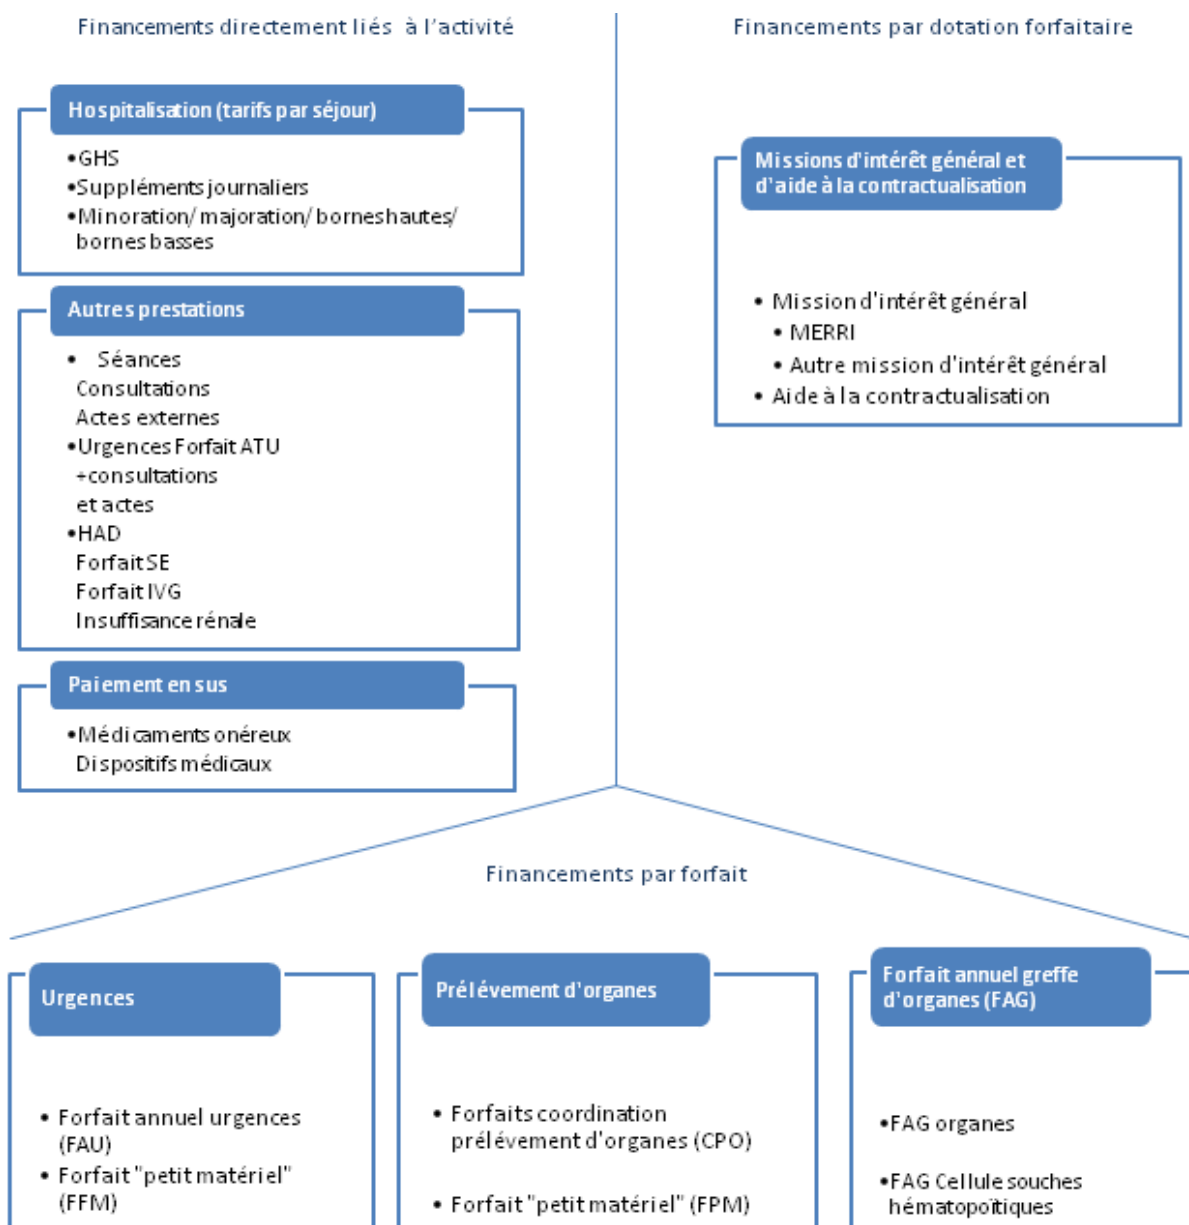 Financements directement liés à l'activité
Financements par dotation forfaitaire
Hospitalisation (tarifs par séjour)
•GHS
•Suppléments journaliers
•Minoration/ majoration/ bornes hautes/
bornes basses
Missions d'intérêt général et
d'aide à la contractualisation
• Mission d'intérêt général
• MERRI
• Autre mission d'intérêt général
• Aide à la contractualisation
Autres prestations
• Séances
Consultations
Actes externes
•Urgences Forfait ATU
+consultations
et actes
•HAD
Forfait SE
Forfait IVG
Insuffisance rénale
Paiement en sus
•Médicaments onéreux
Dispositifs médicaux
Financements par forfait
Urgences
• Forfait annuel urgences
(FAU)
• Forfait "petit matériel"
(FFM)
Prélévement d'organes
• Forfaits coordination
prélévement d'organes (CPO)
• Forfait "petit matériel" (FPM)
Forfait annuel greffe
d'organes (FAG)
•FAG organes
•FAG Cellule souches
hématopoïtiques